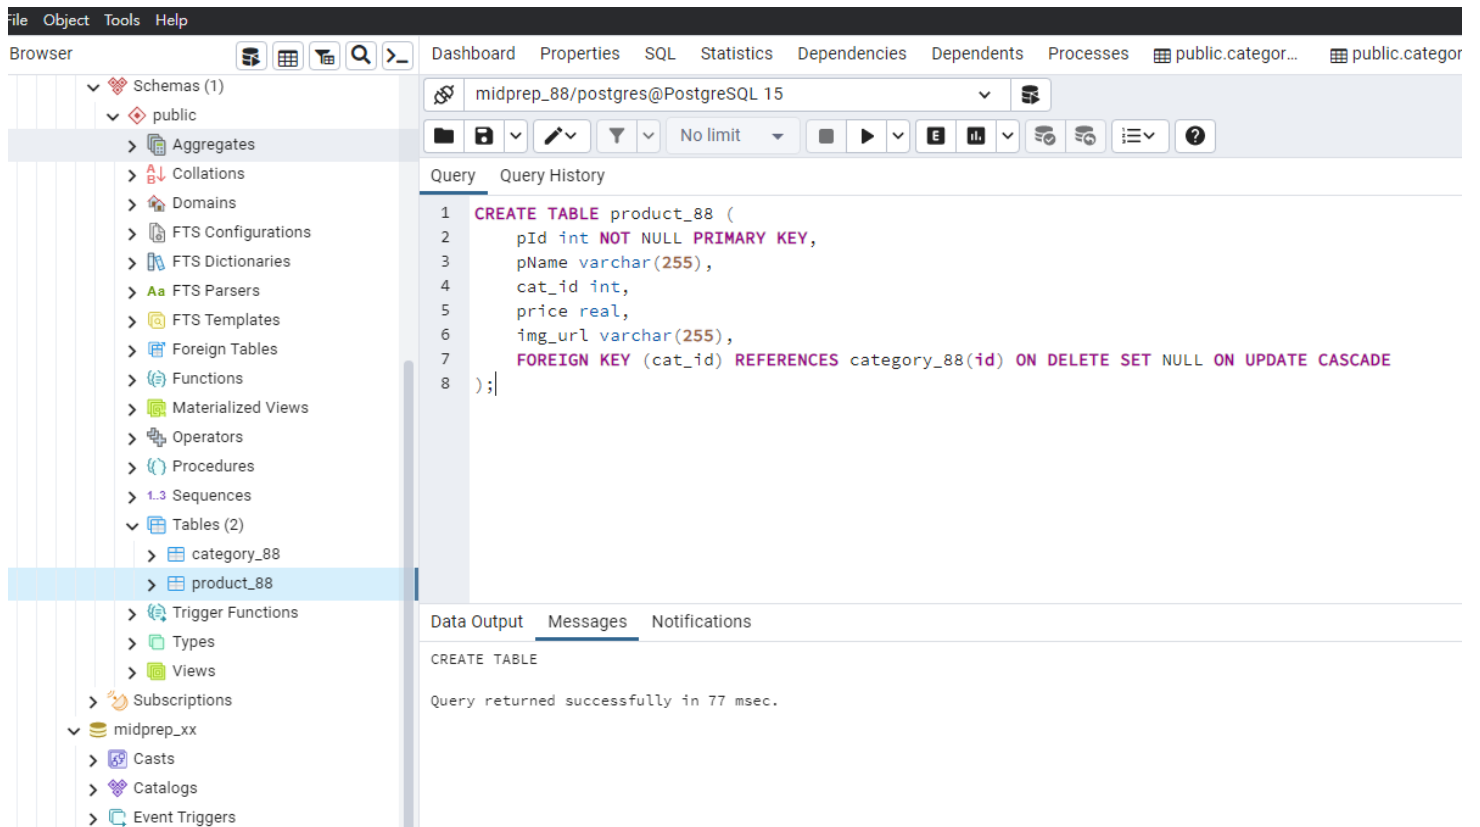 File Object Tools Help
Browser
Dashboard Properties SQL Statistics Dependencies Dependents Processes public.categor... public.categor
Schemas (1)
public
Aggregates
Collations
Domains
FTS Configurations
FTS Dictionaries
Aa FTS Parsers
FTS Templates
Foreign Tables
Functions
Materialized Views
Operators
Procedures
1..3 Sequences
Tables (2)
category_88
product_88
Trigger Functions
Types
Views
Subscriptions
midprep_xx
Casts
Catalogs
Event Triggers
midprep_88/postgres@PostgreSQL 15
No limit
E
Query Query History
1 CREATE TABLE product_88 (
2 pId int NOT NULL PRIMARY KEY,
3 pName varchar(255),
4 cat_id int,
5 price real,
6 img_url varchar(255),
7 FOREIGN KEY (cat_id) REFERENCES category_88(id) ON DELETE SET NULL ON UPDATE CASCADE
8 );
Data Output Messages Notifications
CREATE TABLE
Query returned successfully in 77 msec.